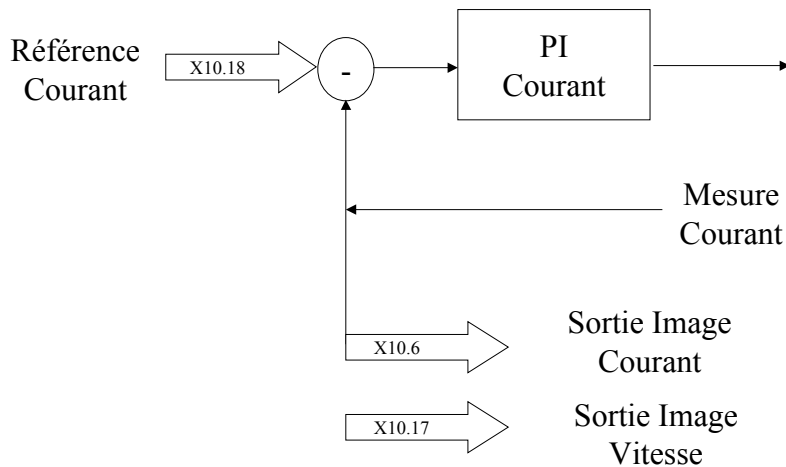 Référence
Courant
X10.18
-
PI
Courant
Mesure
Courant
X10.6
Sortie Image
Courant
X10.17
Sortie Image
Vitesse